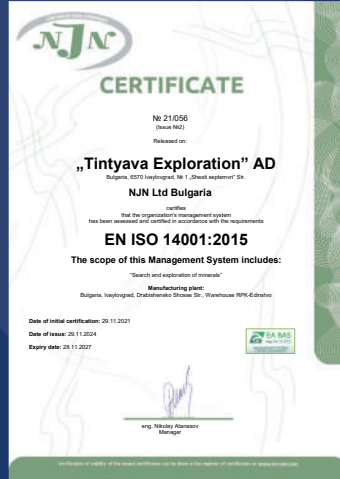 NJN
CERTIFICATE
№ 21/056
(Issue №2)
Released on:
„Tintyava Exploration” AD
Bulgaria, 6570 Ivaylovgrad, № 1 „Shesti septemvri” Str.
NJN Ltd Bulgaria
certifies
that the organization's management system
has been assessed and certified in accordance with the requirements
EN ISO 14001:2015
The scope of this Management System includes:
"Search and exploration of minerals"
Manufacturing plant:
Bulgaria, Ivaylovgrad, Drabishensko Shosse Str., Warehouse RPK-Edinstvo
Date of initial certification: 29.11.2021
Date of issue: 29.11.2024
Expiry date: 28.11.2027
EA BAS
eng. Nikolay Atanasov
Manager